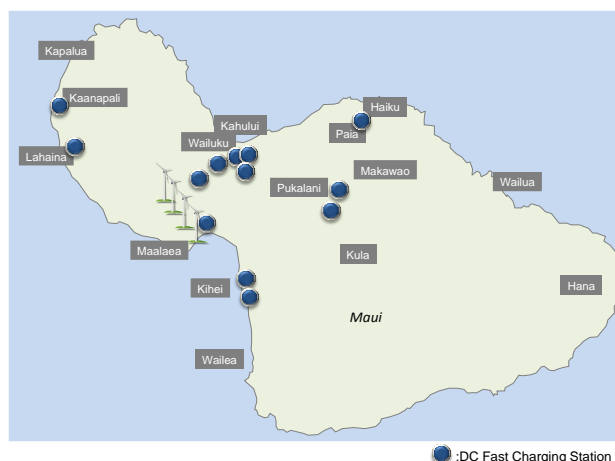 Kapalua
Kaanapali
Haiku
Kahului
Paia
Wailuku
Lahaina
Makawao
Wailua
Pukalani
Maalaea
Kula
Hana
Kihei
Maui
Wailea
:DC Fast Charging Station